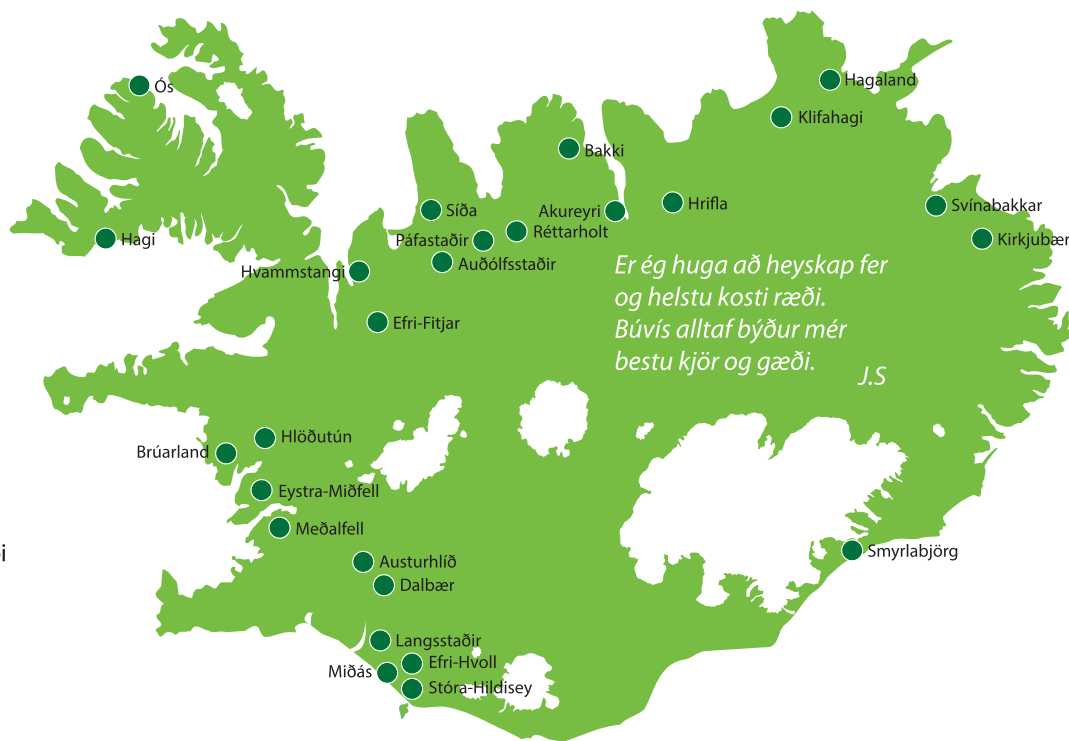 Ós
Hagaland
Klifahagi
Bakki
Hrifla
Svínabakkar
Síða
Akureyri
Réttarholt
Hagi
Páfastaðir
Kirkjubær
Auðólfsstaðir
Hvammstangi
Er ég huga að heyskap fer
og helstu kosti ræði.
Búvís alltaf býður mér
bestu kjör og gæði.
J.S
Efri-Fitjar
Hlöðutún
Brúarland
Eystra-Miðfell
Meðalfell
i
Smyrlabjörg
Austurhlíð
Dalbær
Langsstaðir
Efri-Hvoll
Miðás
Stóra-Hildisey